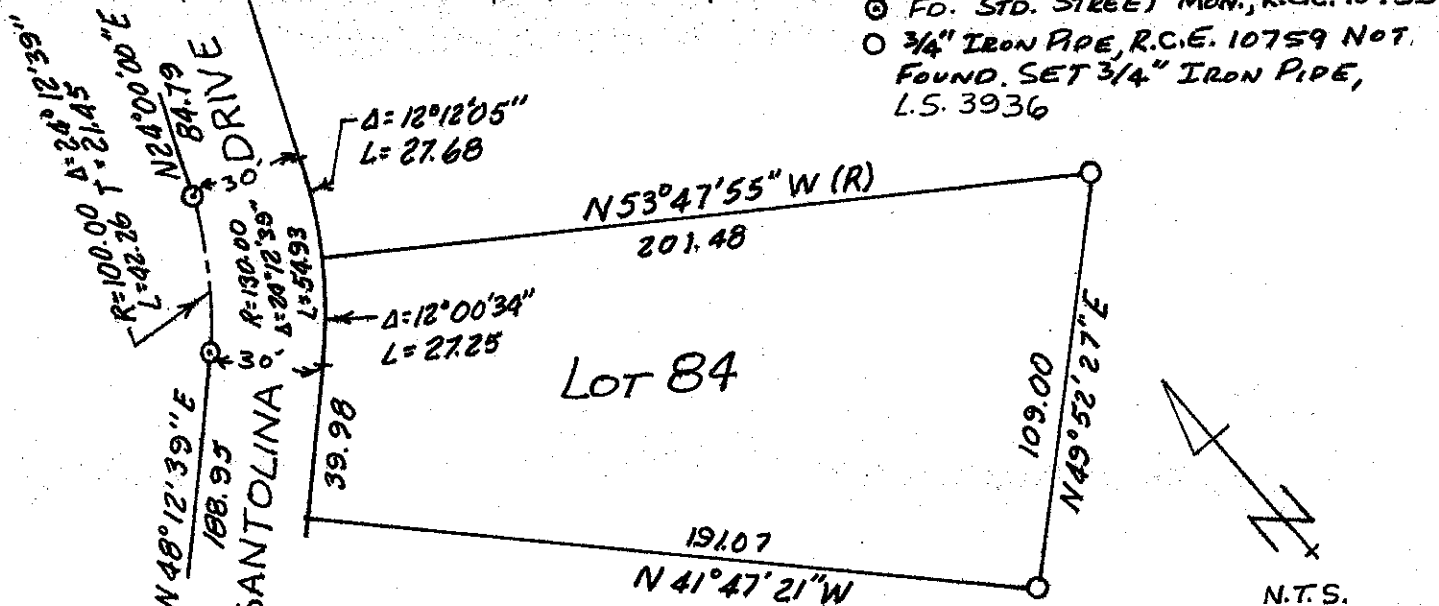 FD. STD. STREET MON., R.C.E.
3/4" IRON PIPE, R.C.E. 10759 NOT
FOUND. SET 3/4" IRON PIPE,
L.S. 3936
R=100.00 Δ=24°12'39"
L=42.26 T=21.45
N24°00'00"E
84.79
DRIVE
30'
Δ=12°12'05"
L=27.68
N53°47'55"W (R)
201.48
R=130.00
Δ=24°12'39"
L=54.93
Δ=12°00'34"
L=27.25
30'
LOT 84
39.98
109.00
N49°52'27"E
N48°12'39"E
188.95
SANTOLINA
191.07
N 41°47'21"W
N
N.T.S.